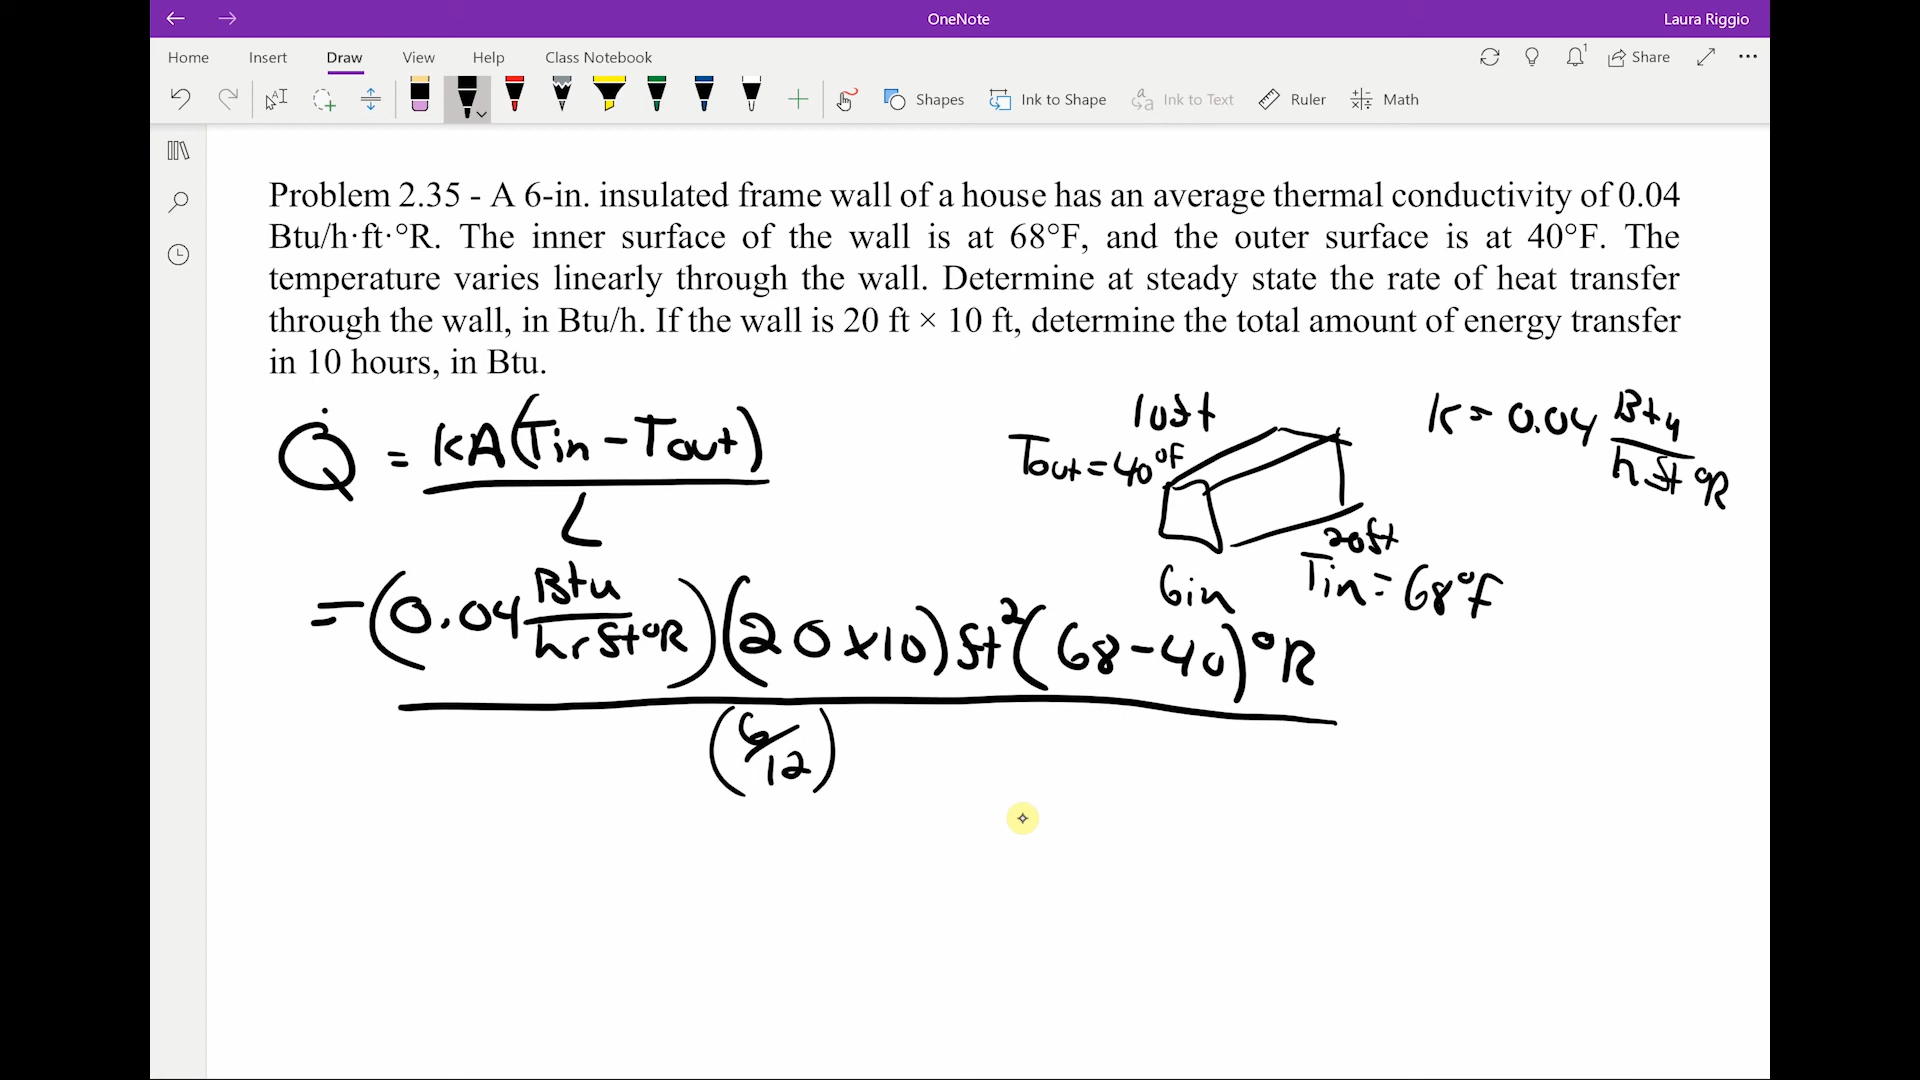 OneNote
Laura Riggio
Home Insert Draw View Help Class Notebook
1
Share
Shapes Ink to Shape Ink to Text Ruler Math
Problem 2.35 - A 6-in. insulated frame wall of a house has an average thermal conductivity of 0.04
Btu/h·ft·°R. The inner surface of the wall is at 68°F, and the outer surface is at 40°F. The
temperature varies linearly through the wall. Determine at steady state the rate of heat transfer
through the wall, in Btu/h. If the wall is 20 ft × 10 ft, determine the total amount of energy transfer
in 10 hours, in Btu.
Q̇ = kA(Tin - Tout)
L
10ft
Tout = 40°F
20ft
6in
Tin = 68°F
k = 0.04 Btu
h ft °R
= (0.04 Btu/hr ft °R)(20x10)ft²(68-40)°R
(6/12)